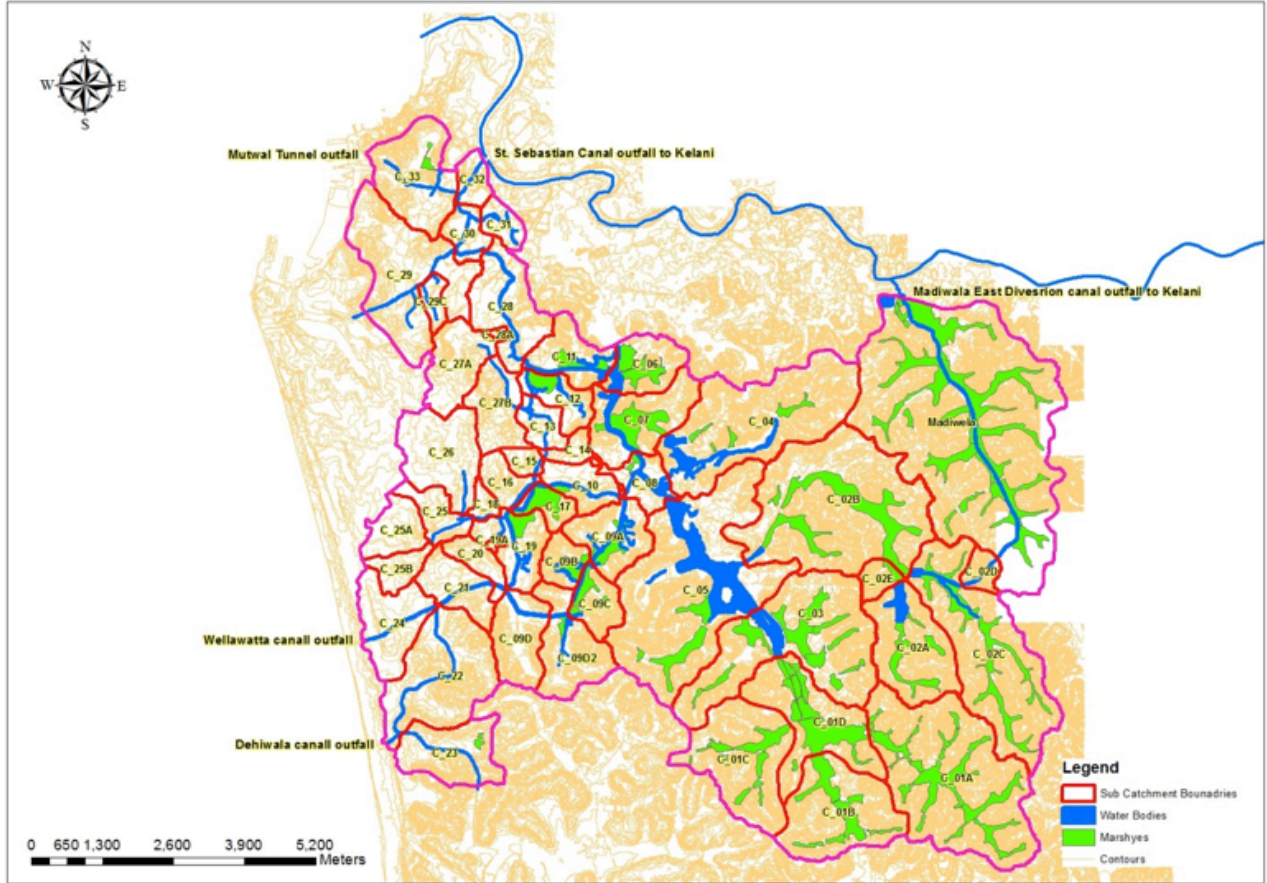 N
W E
S
Mutwal Tunnel outfall
St. Sebastian Canal outfall to Kelani
C_33
C_32
C_31
C_30
C_29
C_29C
C_28
Madiwala East Divesrion canal outfall to Kelani
C_28A
C_11
C_06
C_27A
C_27B
C_12
C_07
C_04
Madiwela
C_13
C_26
C_14
C_15
C_16
C_10
C_08
C_02B
C_17
C_18
C_25
C_25A
C_19A
C_19
C_09A
C_20
C_09B
C_25B
C_02E
C_02D
C_21
C_05
C_09C
C_03
C_24
Wellawatta canall outfall
C_09D
C_02A
C_02C
C_09D2
C_22
C_01D
Dehiwala canall outfall
C_23
C_01C
C_01A
C_01B
Legend
Sub Catchment Bounadries
Water Bodies
Marshyes
Contours
0 650 1,300 2,600 3,900 5,200
Meters